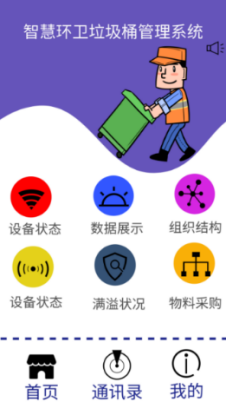 智慧环卫垃圾桶管理系统
设备状态 数据展示 组织结构
设备状态 满溢状况 物料采购
首页 通讯录 我的